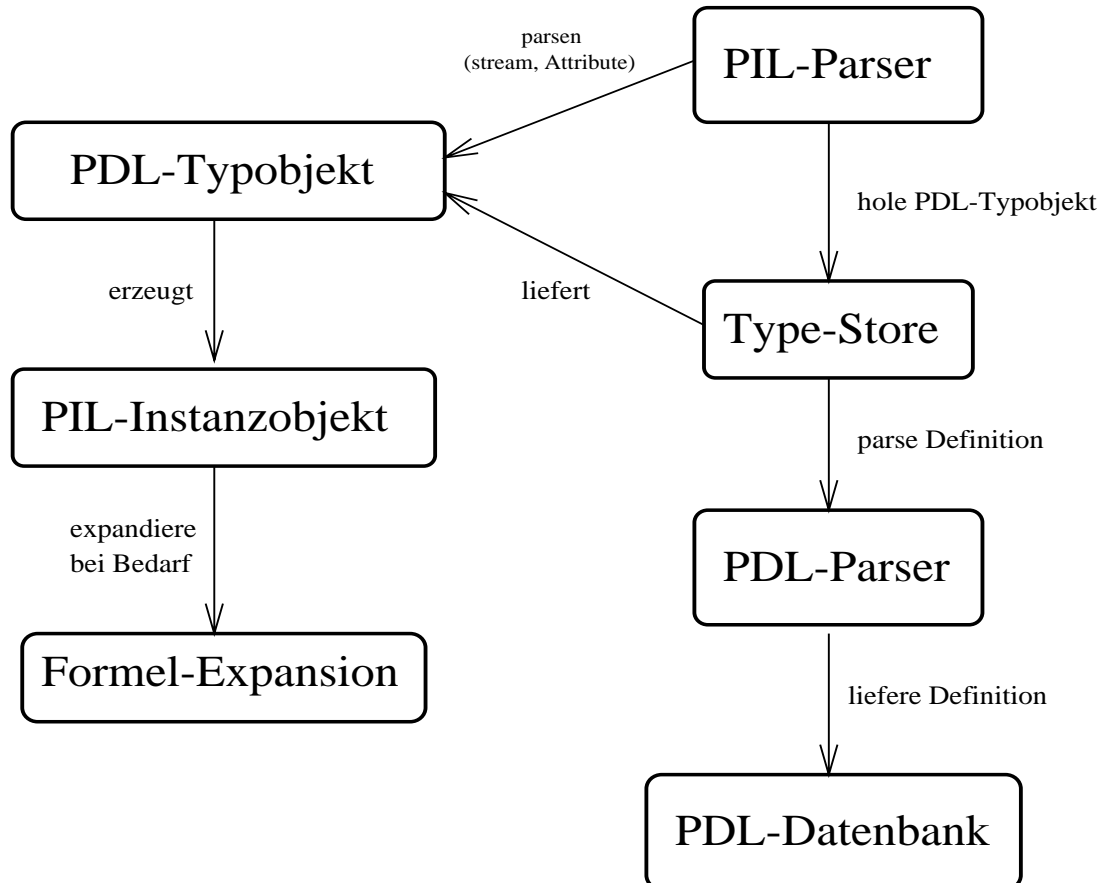 parsen
(stream, Attribute)
PIL-Parser
PDL-Typobjekt
hole PDL-Typobjekt
erzeugt
liefert
Type-Store
PIL-Instanzobjekt
parse Definition
expandiere
bei Bedarf
PDL-Parser
Formel-Expansion
liefere Definition
PDL-Datenbank